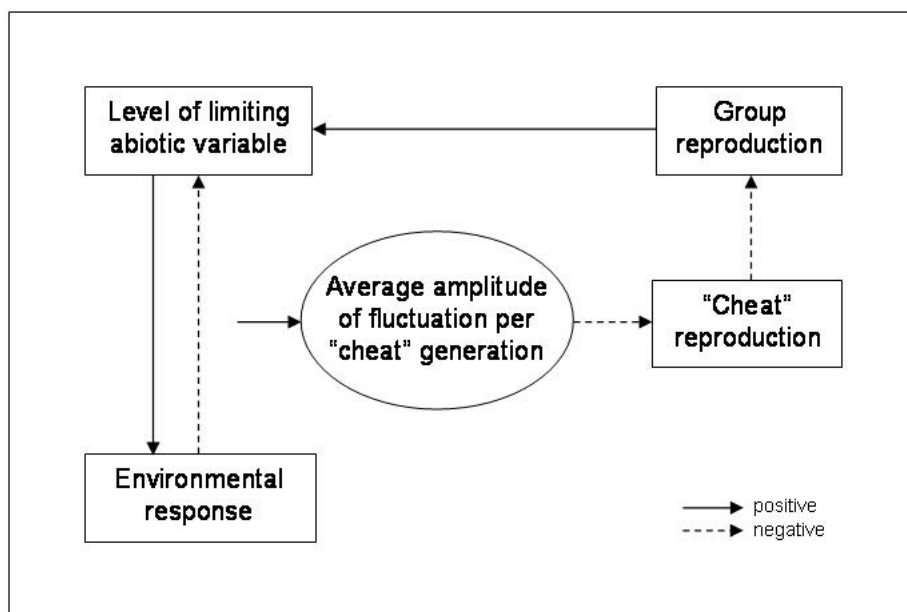 Level of limiting
abiotic variable
Group
reproduction
Average amplitude
of fluctuation per
“cheat” generation
“Cheat”
reproduction
Environmental
response
positive
negative